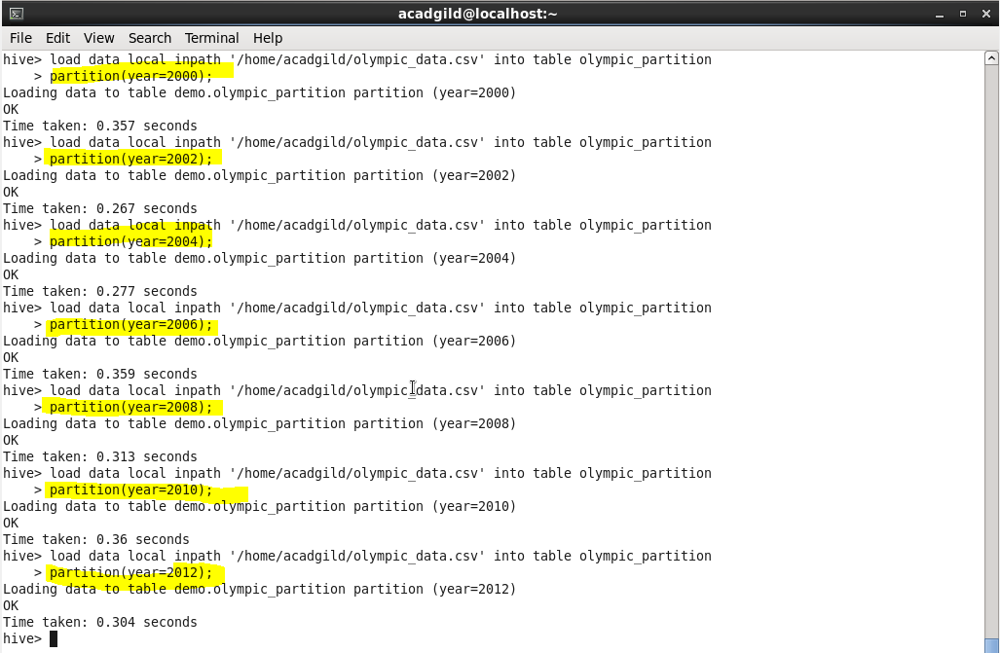 acadgild@localhost:~
File Edit View Search Terminal Help
hive> load data local inpath '/home/acadgild/olympic_data.csv' into table olympic_partition
    > partition(year=2000);
Loading data to table demo.olympic_partition partition (year=2000)
OK
Time taken: 0.357 seconds
hive> load data local inpath '/home/acadgild/olympic_data.csv' into table olympic_partition
    > partition(year=2002);
Loading data to table demo.olympic_partition partition (year=2002)
OK
Time taken: 0.267 seconds
hive> load data local inpath '/home/acadgild/olympic_data.csv' into table olympic_partition
    > partition(year=2004);
Loading data to table demo.olympic_partition partition (year=2004)
OK
Time taken: 0.277 seconds
hive> load data local inpath '/home/acadgild/olympic_data.csv' into table olympic_partition
    > partition(year=2006);
Loading data to table demo.olympic_partition partition (year=2006)
OK
Time taken: 0.359 seconds
hive> load data local inpath '/home/acadgild/olympic_data.csv' into table olympic_partition
    > partition(year=2008);
Loading data to table demo.olympic_partition partition (year=2008)
OK
Time taken: 0.313 seconds
hive> load data local inpath '/home/acadgild/olympic_data.csv' into table olympic_partition
    > partition(year=2010);
Loading data to table demo.olympic_partition partition (year=2010)
OK
Time taken: 0.36 seconds
hive> load data local inpath '/home/acadgild/olympic_data.csv' into table olympic_partition
    > partition(year=2012);
Loading data to table demo.olympic_partition partition (year=2012)
OK
Time taken: 0.304 seconds
hive>